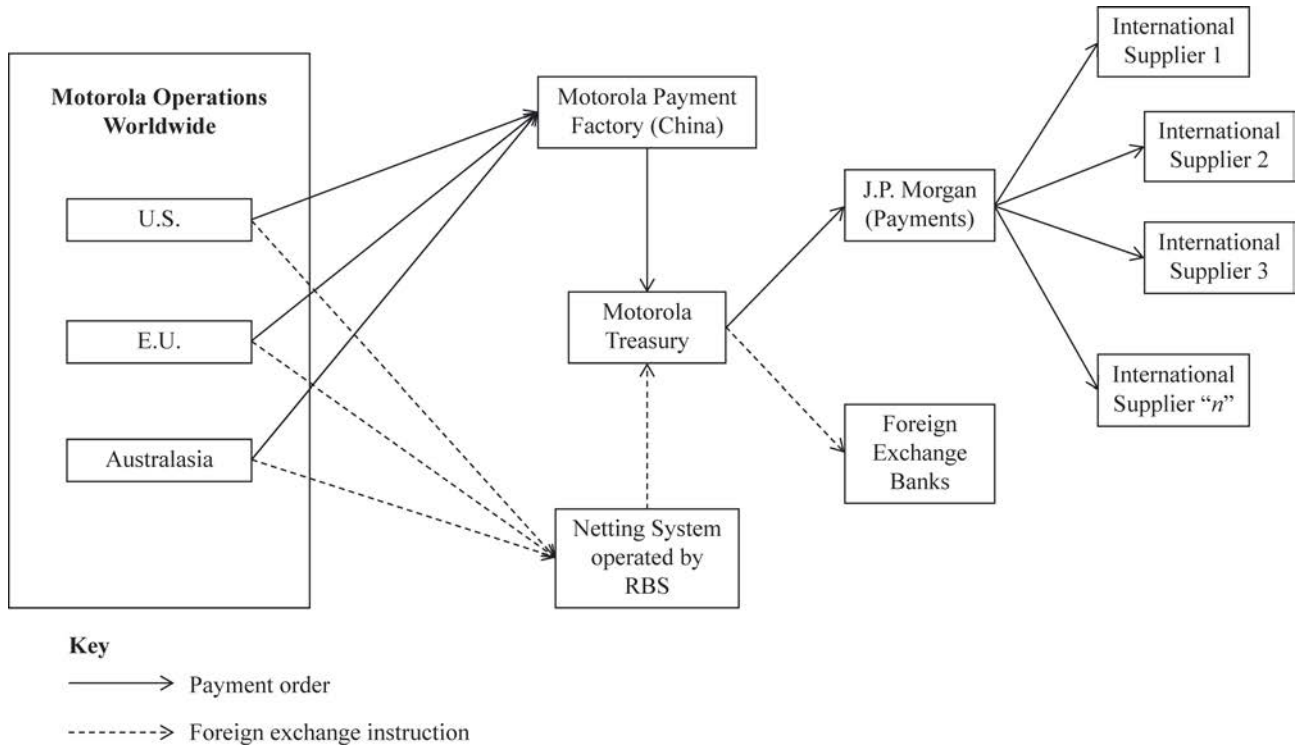 Motorola Operations
Worldwide
U.S.
E.U.
Australasia
Motorola Payment
Factory (China)
Motorola
Treasury
Netting System
operated by
RBS
J.P. Morgan
(Payments)
Foreign
Exchange
Banks
International
Supplier 1
International
Supplier 2
International
Supplier 3
International
Supplier “n”
Key
Payment order
Foreign exchange instruction